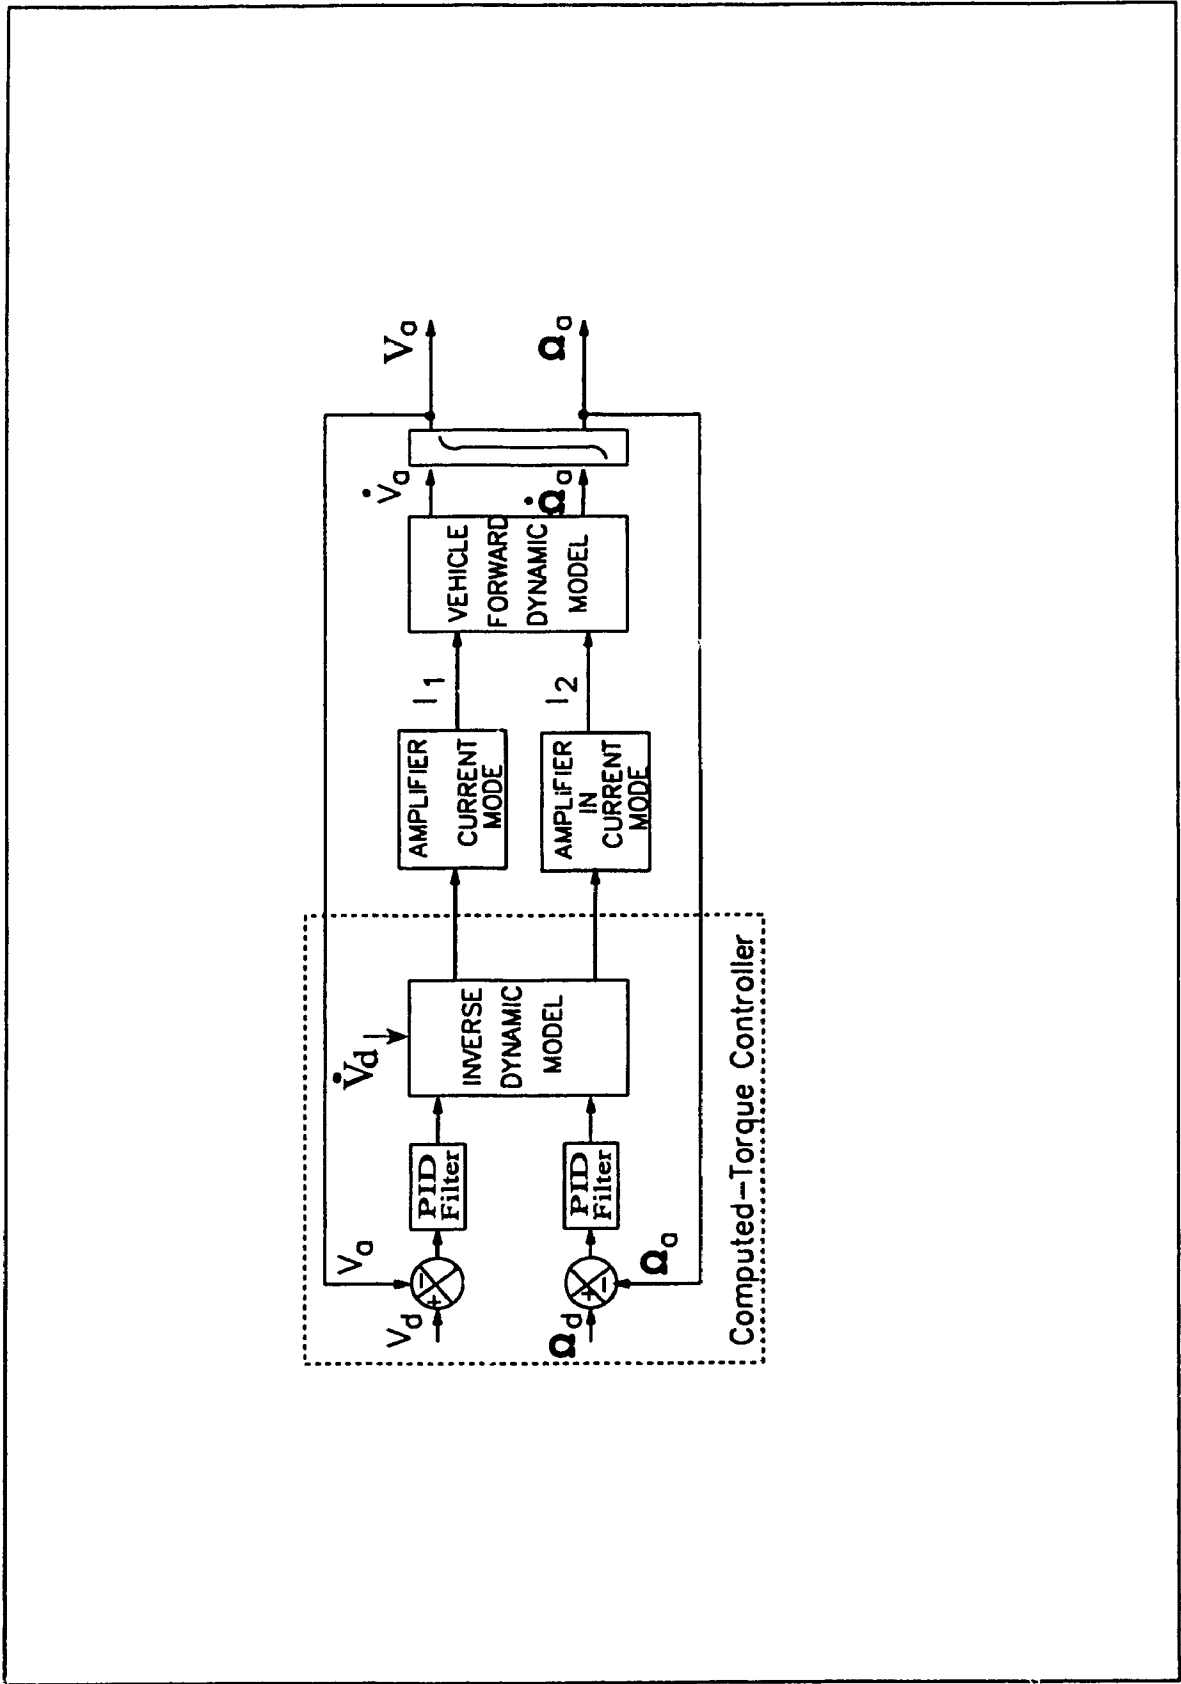 V̇d
Va
Vd
PID
Filter
Ωd
Ωa
PID
Filter
INVERSE
DYNAMIC
MODEL
Computed-Torque Controller
AMPLIFIER
CURRENT
MODE
AMPLIFIER
IN
CURRENT
MODE
I1
I2
VEHICLE
FORWARD
DYNAMIC
MODEL
V̇a
Ω̇a
∫
Va
Ωa